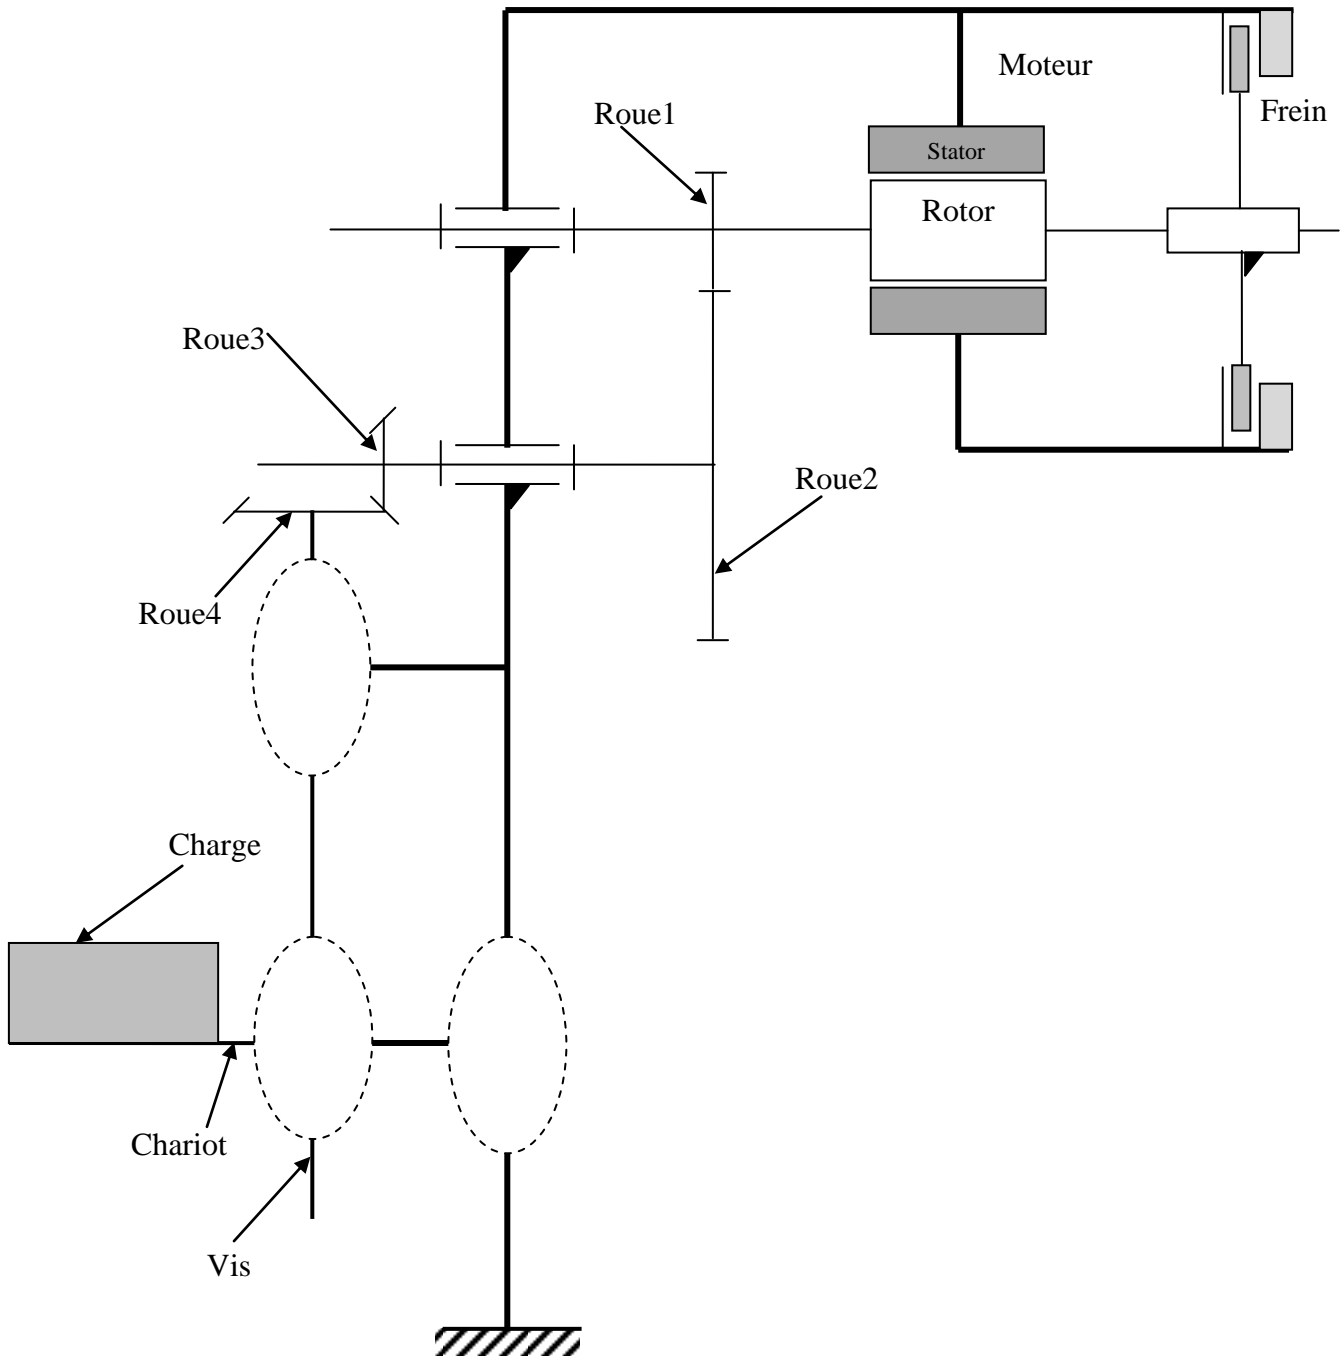 Moteur
Roue1
Frein
Stator
Rotor
Roue3
Roue2
Roue4
Charge
Chariot
Vis